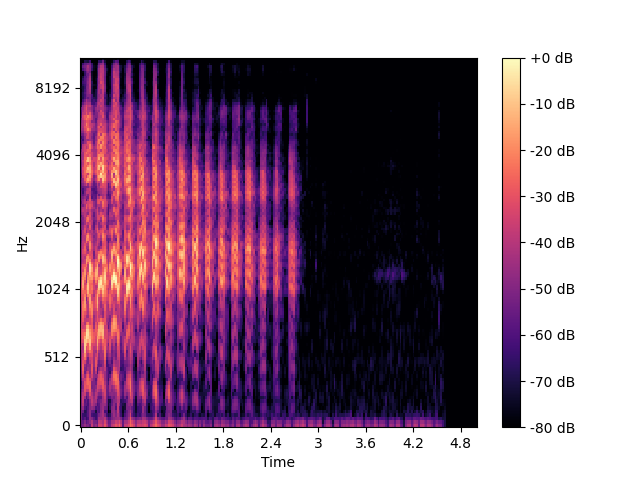 +0 dB
8192
-10 dB
4096
-20 dB
-30 dB
2048
Hz
-40 dB
1024
-50 dB
-60 dB
512
-70 dB
0
-80 dB
0 0.6 1.2 1.8 2.4 3 3.6 4.2 4.8
Time